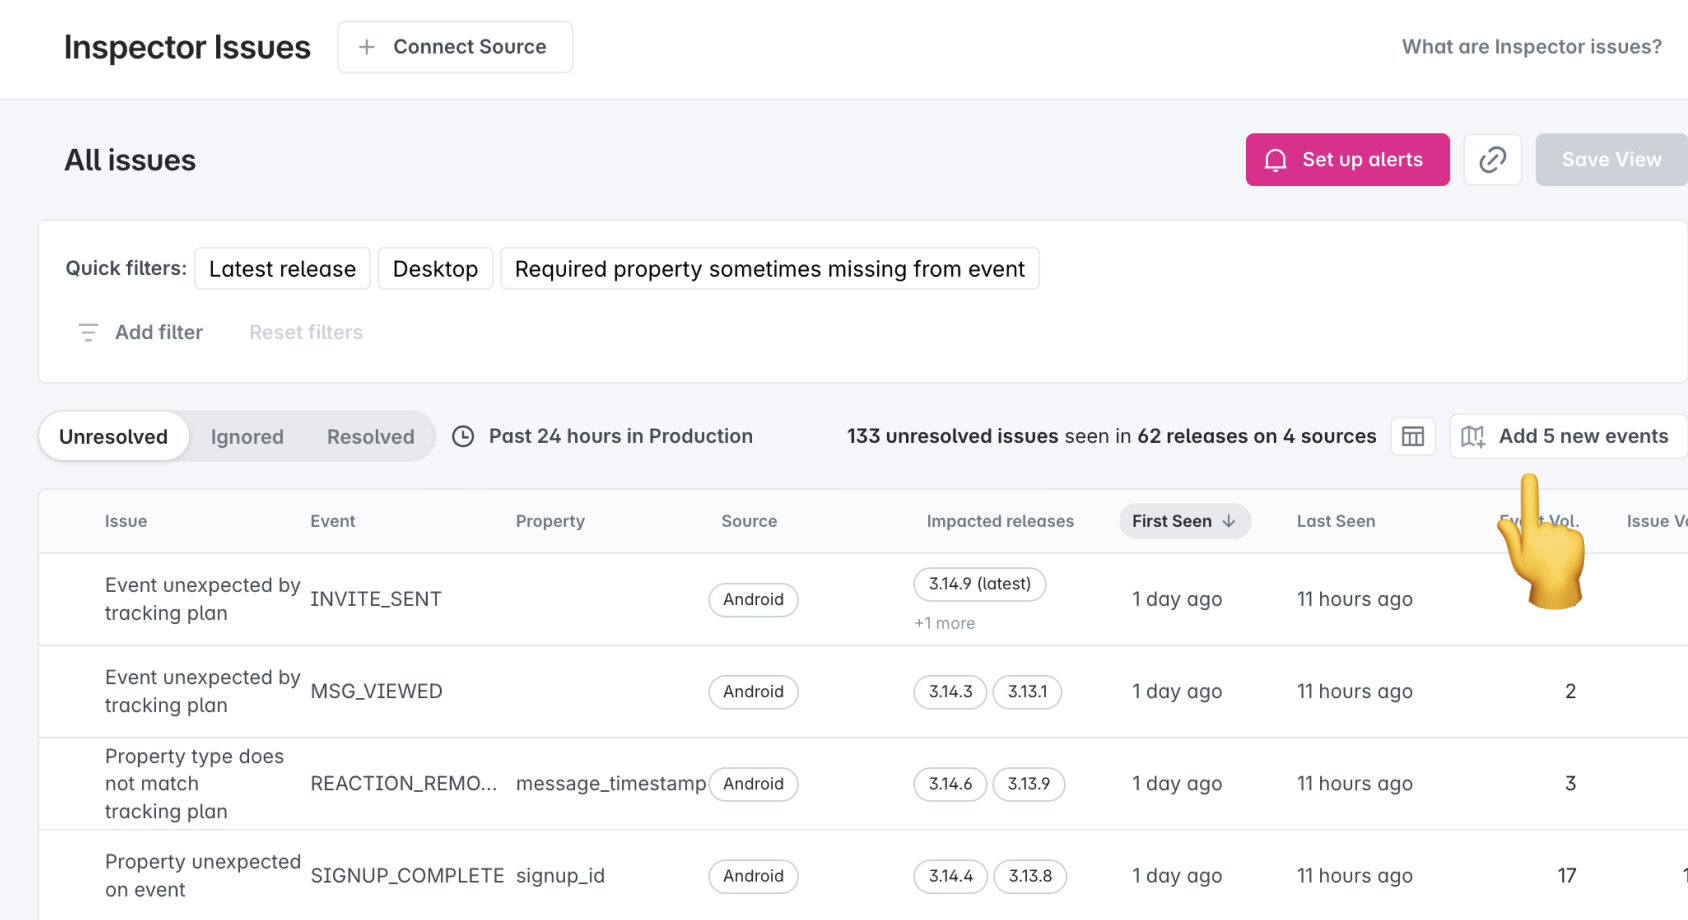 Inspector Issues
Connect Source
What are Inspector issues?
All issues
Set up alerts
Save View
Quick filters: Latest release Desktop Required property sometimes missing from event
Add filter Reset filters
Unresolved Ignored Resolved Past 24 hours in Production 133 unresolved issues seen in 62 releases on 4 sources Add 5 new events
Issue Event Property Source Impacted releases First Seen Last Seen Vol. Issue
Event unexpected by
tracking plan
INVITE_SENT
Android
3.14.9 (latest)
+1 more
1 day ago
11 hours ago
Event unexpected by
tracking plan
MSG_VIEWED
Android
3.14.3 3.13.1
1 day ago
11 hours ago
2
Property type does
not match
tracking plan
REACTION_REMO...
message_timestamp
Android
3.14.6 3.13.9
1 day ago
11 hours ago
3
Property unexpected
on event
SIGNUP_COMPLETE
signup_id
Android
3.14.4 3.13.8
1 day ago
11 hours ago
17